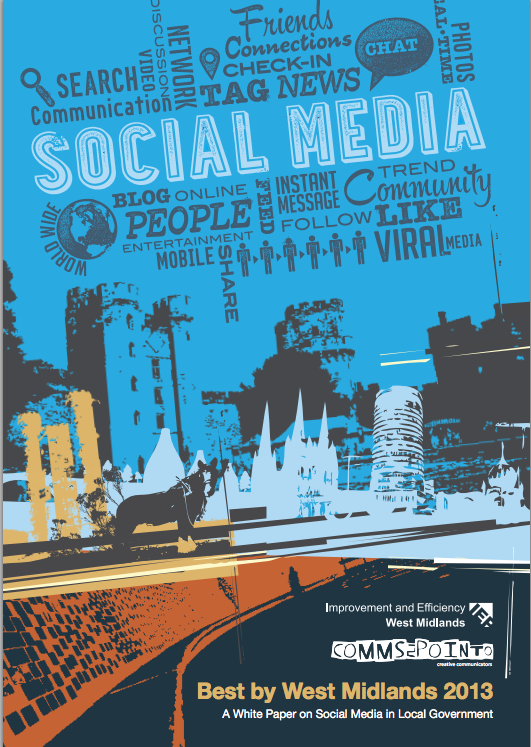 DISCUSSION
Friends
Connections
CHECK-IN
TAG NEWS
CHAT
REAL-TIME
PHOTOS
SEARCH
VIDEO
NETWORK
Communication
SOCIAL MEDIA
WORLD WIDE
BLOG ONLINE
PEOPLE
ENTERTAINMENT
MOBILE
SHARE
FEED
INSTANT
MESSAGE
FOLLOW
TREND
Community
LIKE
VIRAL MEDIA
Improvement and Efficiency
West Midlands
COMMS2POINT0
creative communicators
Best by West Midlands 2013
A White Paper on Social Media in Local Government